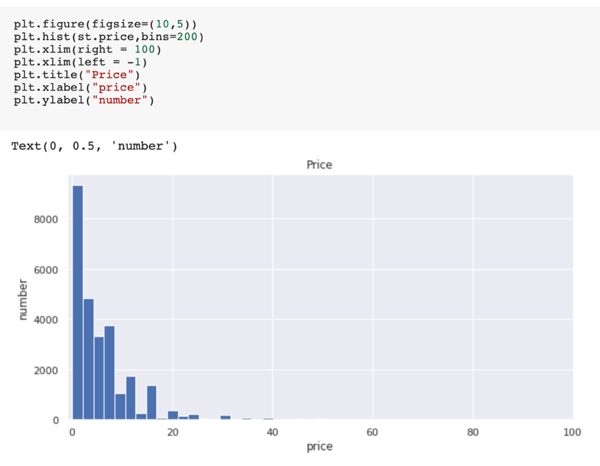 plt.figure(figsize=(10,5))
plt.hist(st.price,bins=200)
plt.xlim(right = 100)
plt.xlim(left = -1)
plt.title("Price")
plt.xlabel("price")
plt.ylabel("number")
Text(0, 0.5, 'number')
Price
8000
6000
4000
2000
0
number
0 20 40 60 80 100
price